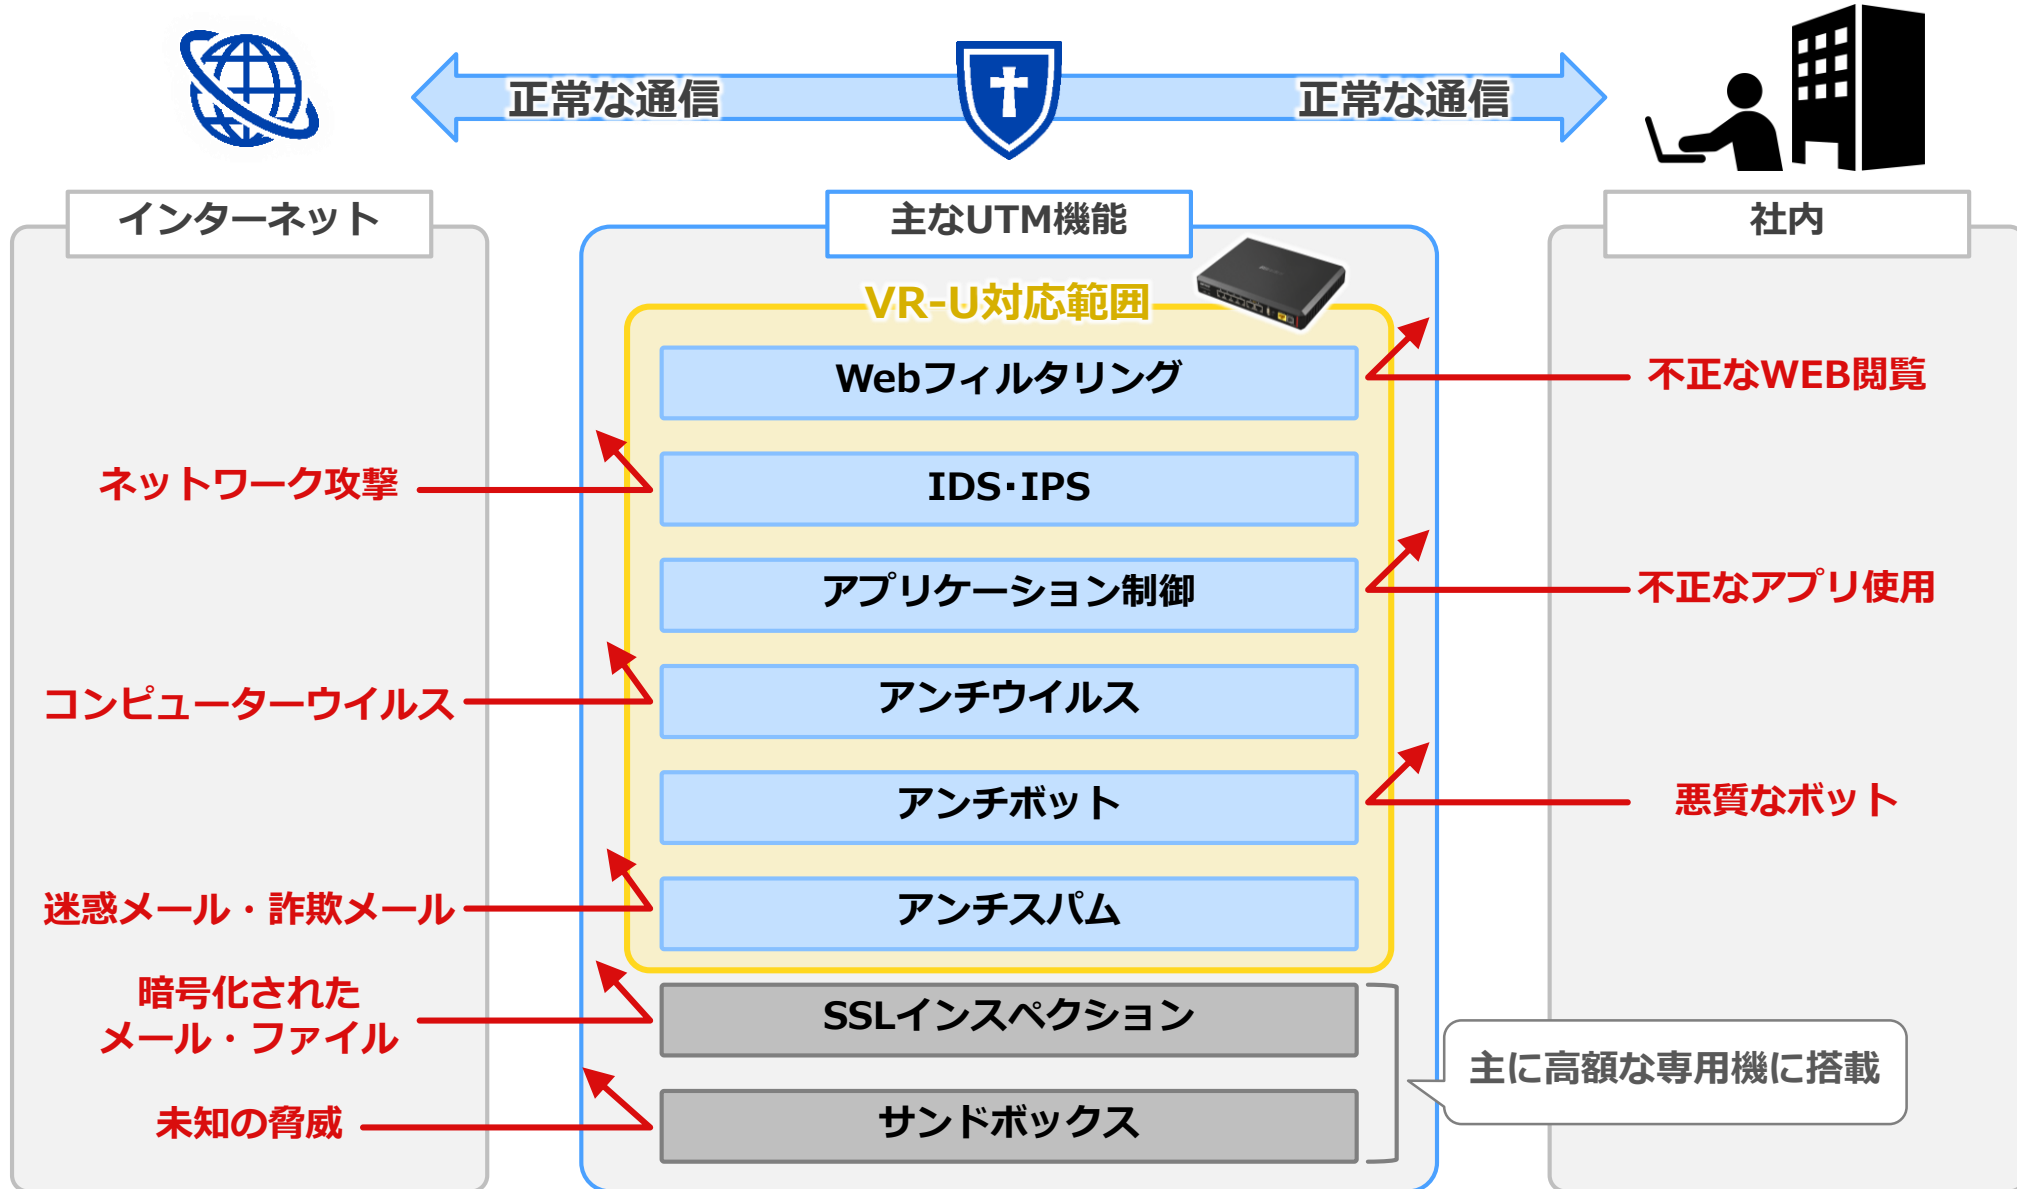 正常な通信
正常な通信
インターネット
主なUTM機能
社内
VR-U対応範囲
Webフィルタリング
不正なWEB閲覧
ネットワーク攻撃
IDS･IPS
アプリケーション制御
不正なアプリ使用
コンピューターウイルス
アンチウイルス
アンチボット
悪質なボット
迷惑メール・詐欺メール
アンチスパム
暗号化された
メール・ファイル
SSLインスペクション
主に高額な専用機に搭載
未知の脅威
サンドボックス